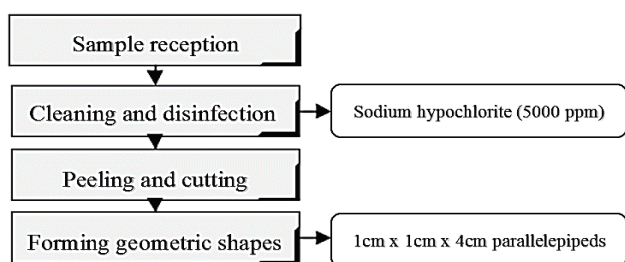 Sample reception
Cleaning and disinfection
Sodium hypochlorite (5000 ppm)
Peeling and cutting
Forming geometric shapes
1cm x 1cm x 4cm parallelepipeds